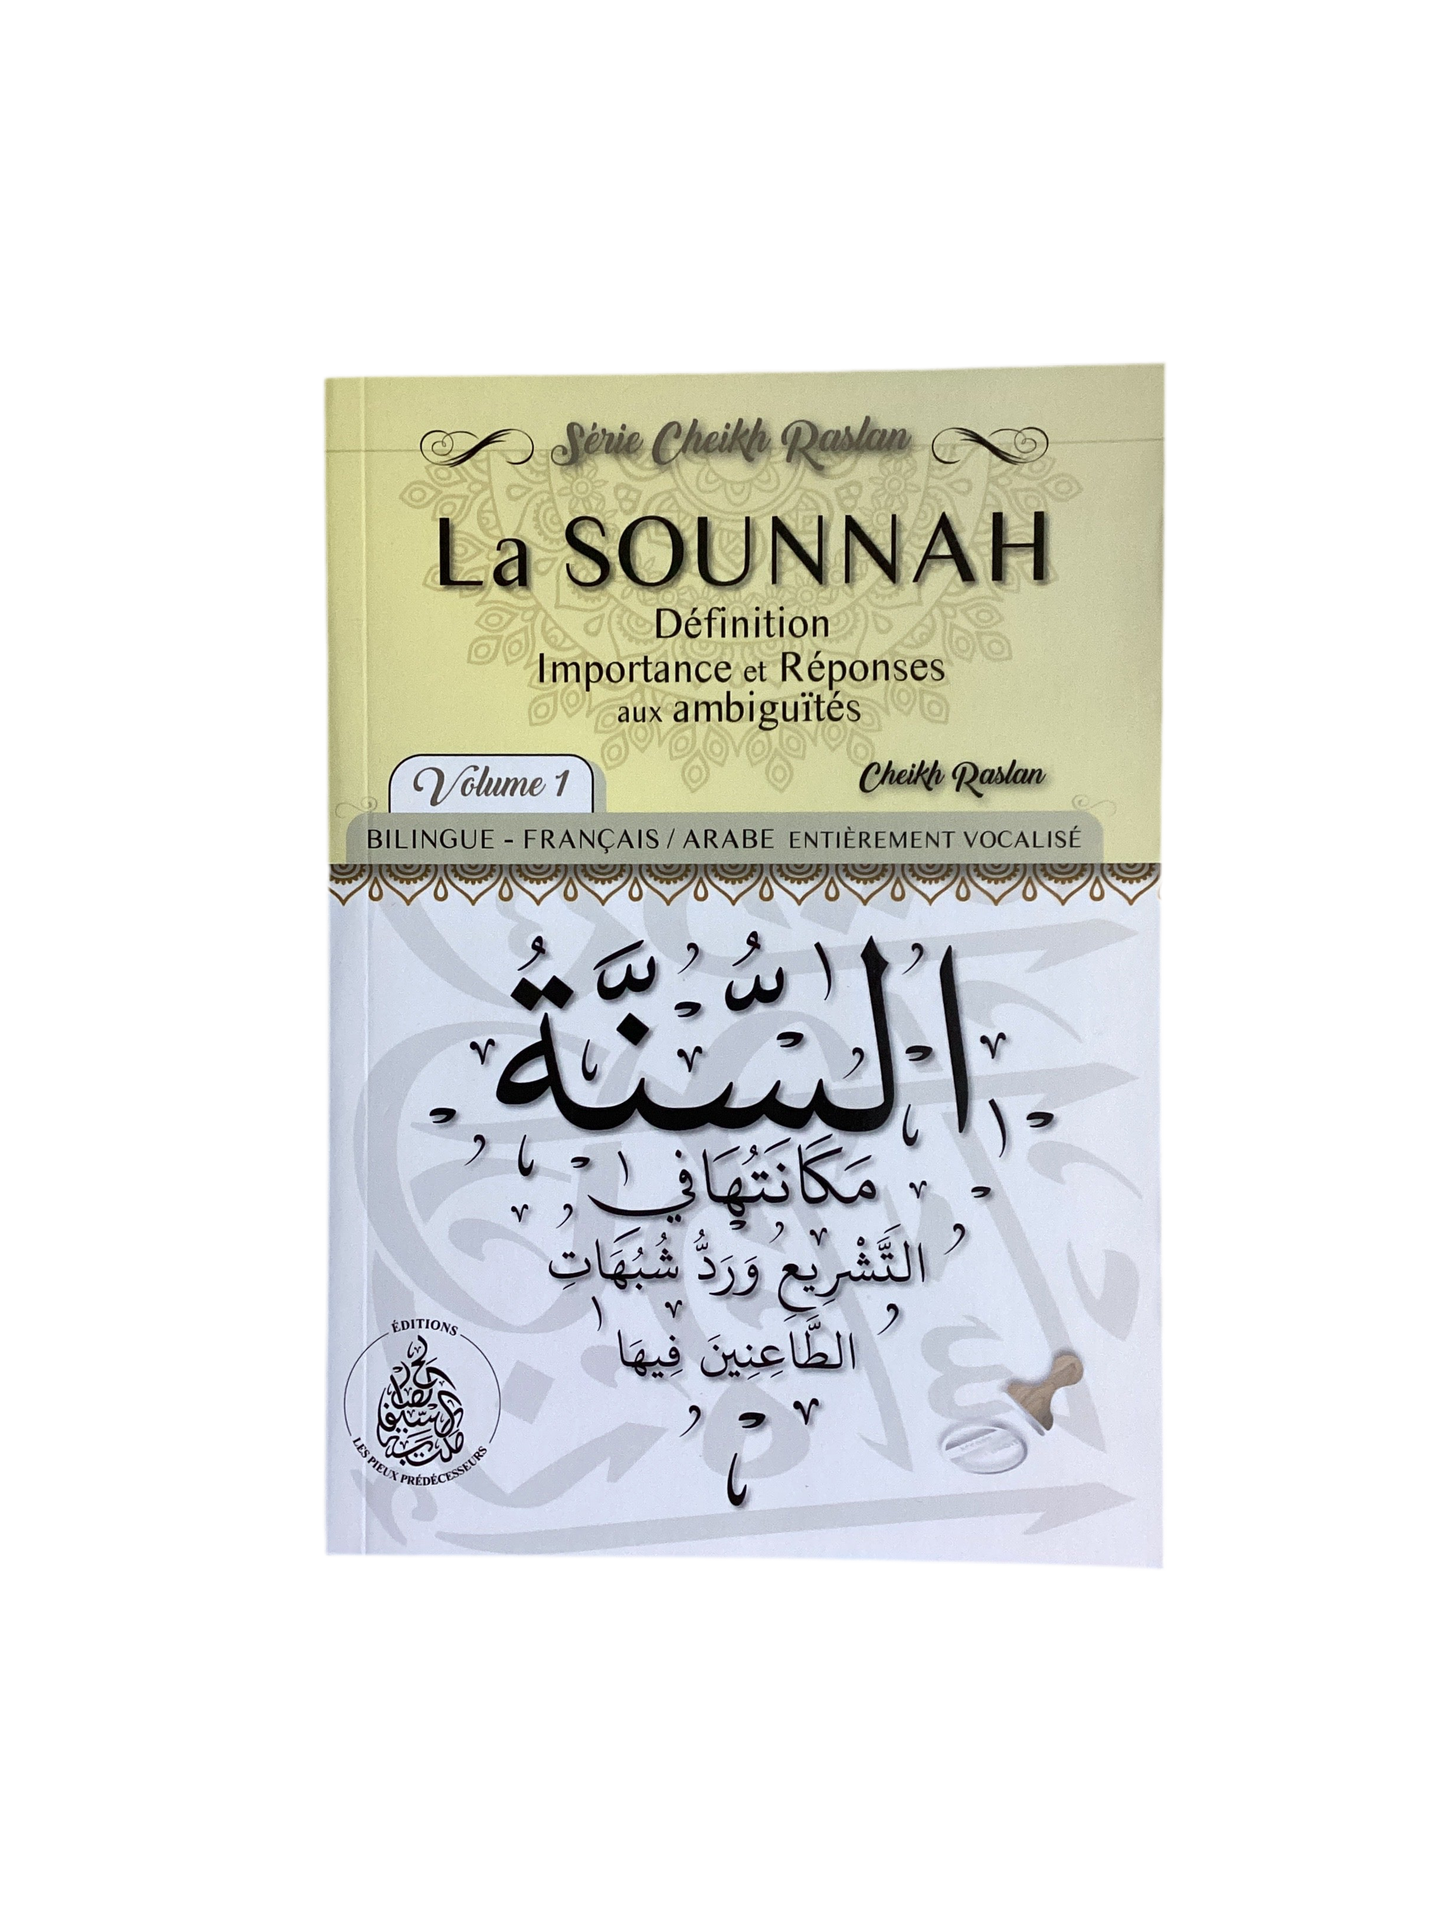 Série Cheikh Raslan
La SOUNNAH
Définition
Importance et Réponses
aux ambiguïtés
Cheikh Raslan
Volume 1
BILINGUE - FRANÇAIS / ARABE ENTIÈREMENT VOCALISÉ
السُّنَّةُ
مَكَانَتُهَا فِي
التَّشْرِيعِ وَرَدُّ شُبُهَاتِ
الطَّاعِنِينَ فِيهَا
ÉDITIONS
LES PIEUX PRÉDÉCESSEURS